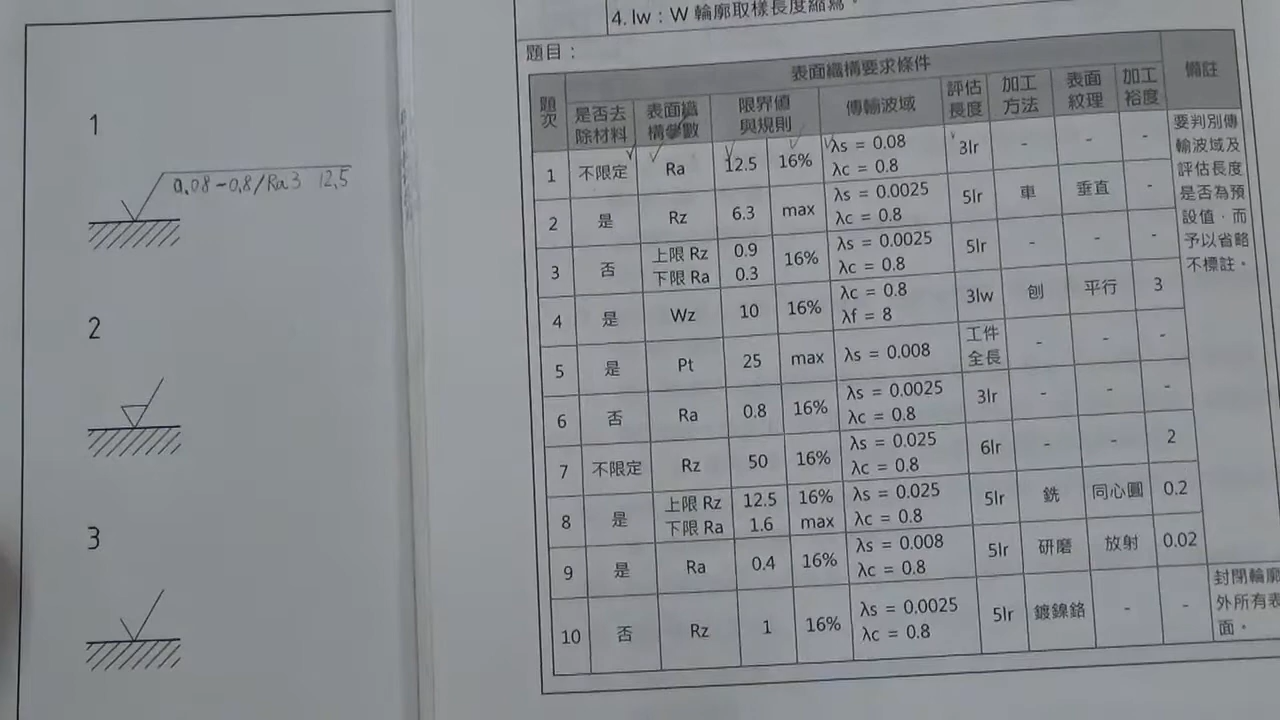 1
0,08-0,8/Ra3 12,5
2
3
4. lw：W 輪廓取樣長度縮寫。
題目：
題次
表面織構要求條件
備註
是否去除材料
表面織構參數
限界值與規則
傳輸波域
評估長度
加工方法
表面紋理
加工裕度
1 不限定 Ra 12.5 16% λs = 0.08 λc = 0.8 3lr - - -
2 是 Rz 6.3 max λs = 0.0025 λc = 0.8 5lr 車 垂直 -
3 否 上限 Rz 下限 Ra 0.9 0.3 16% λs = 0.0025 λc = 0.8 5lr - - -
4 是 Wz 10 16% λc = 0.8 λf = 8 3lw 刨 平行 3
5 是 Pt 25 max λs = 0.008 工件全長 - - -
6 否 Ra 0.8 16% λs = 0.0025 λc = 0.8 3lr - - -
7 不限定 Rz 50 16% λs = 0.025 λc = 0.8 6lr - - 2
8 是 上限 Rz 下限 Ra 12.5 1.6 16% max λs = 0.025 λc = 0.8 5lr 銑 同心圓 0.2
9 是 Ra 0.4 16% λs = 0.008 λc = 0.8 5lr 研磨 放射 0.02
10 否 Rz 1 16% λs = 0.0025 λc = 0.8 5lr 鍍鎳鉻 - -
要判別傳
輸波域及
評估長度
是否為預
設值，而
予以省略
不標註。
封閉輪廓
外所有表
面。